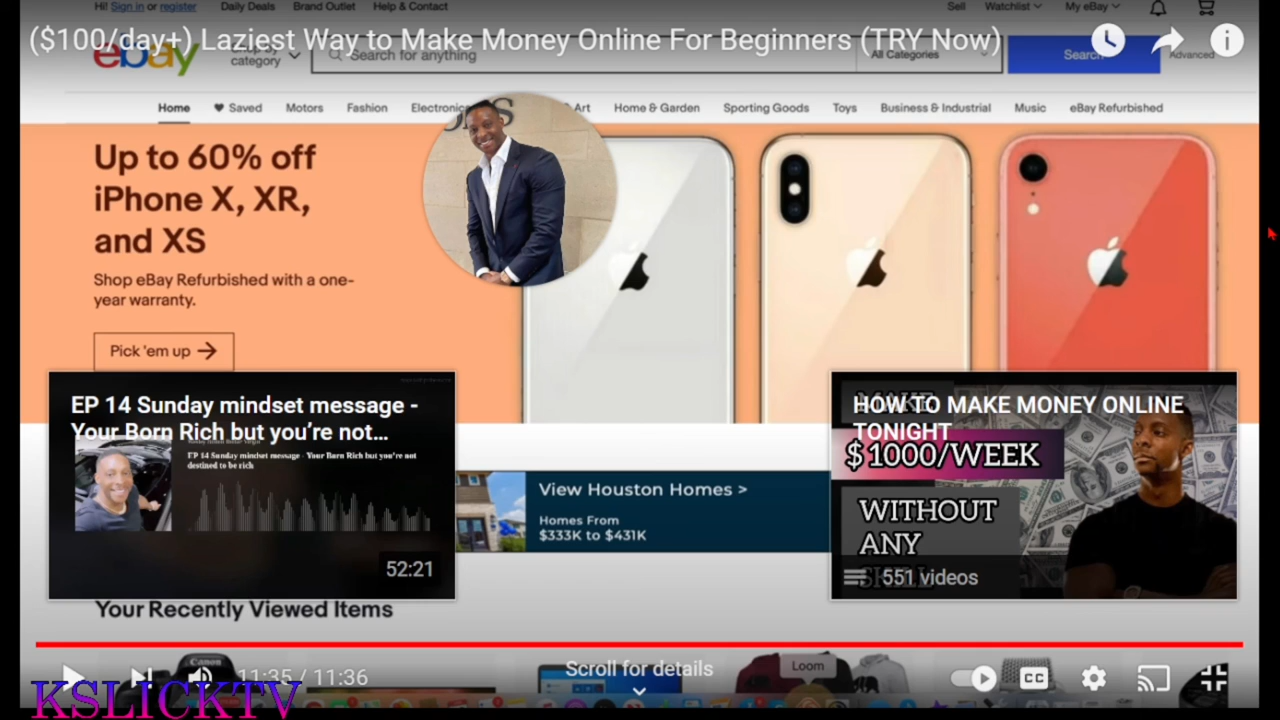 Hi! Sign in or register Daily Deals Brand Outlet Help & Contact Sell Watchlist My eBay
($100/day+) Laziest Way to Make Money Online For Beginners (TRY Now)
ebay category Search for anything All Categories Search Advanced
Home Saved Motors Fashion Electronics Art Home & Garden Sporting Goods Toys Business & Industrial Music eBay Refurbished
Up to 60% off
iPhone X, XR,
and XS
Shop eBay Refurbished with a one-
year warranty.
Pick 'em up
EP 14 Sunday mindset message -
Your Born Rich but you're not...
EP 14 Sunday mindset message - Your Born Rich but you're not
destined to be rich
52:21
View Houston Homes >
Homes From
$333K to $431K
MAKE
HOW TO MAKE MONEY ONLINE
TONIGHT
$1000/WEEK
WITHOUT
ANY
551 videos
Your Recently Viewed Items
Canon
11:35 / 11:36
Scroll for details
Loom
CC
KSLICKTV